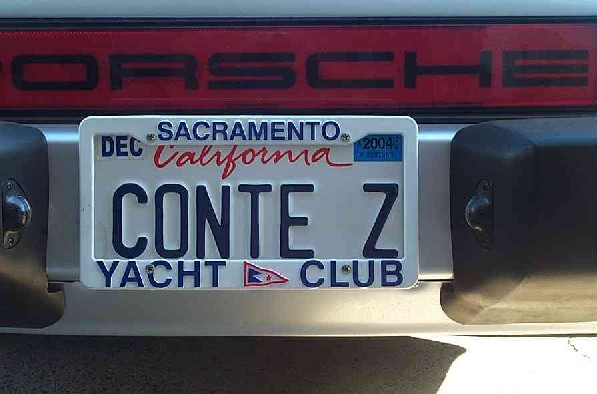 PORSCHE
SACRAMENTO
DEC California 2004
CONTE Z
YACHT CLUB